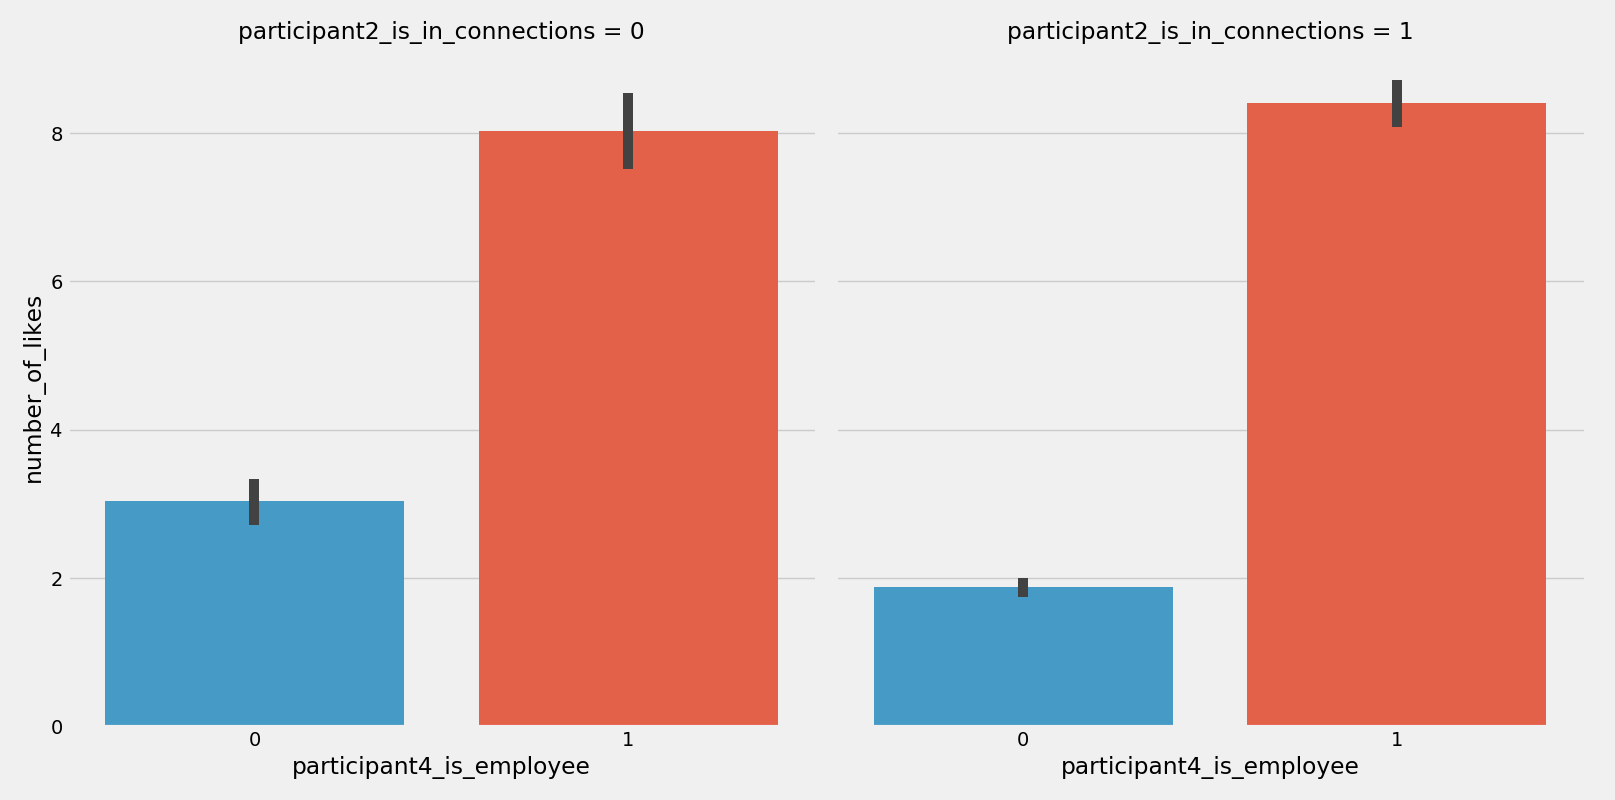 participant2_is_in_connections = 0
participant2_is_in_connections = 1
number_of_likes
8
6
4
2
0
0
1
0
1
participant4_is_employee
participant4_is_employee